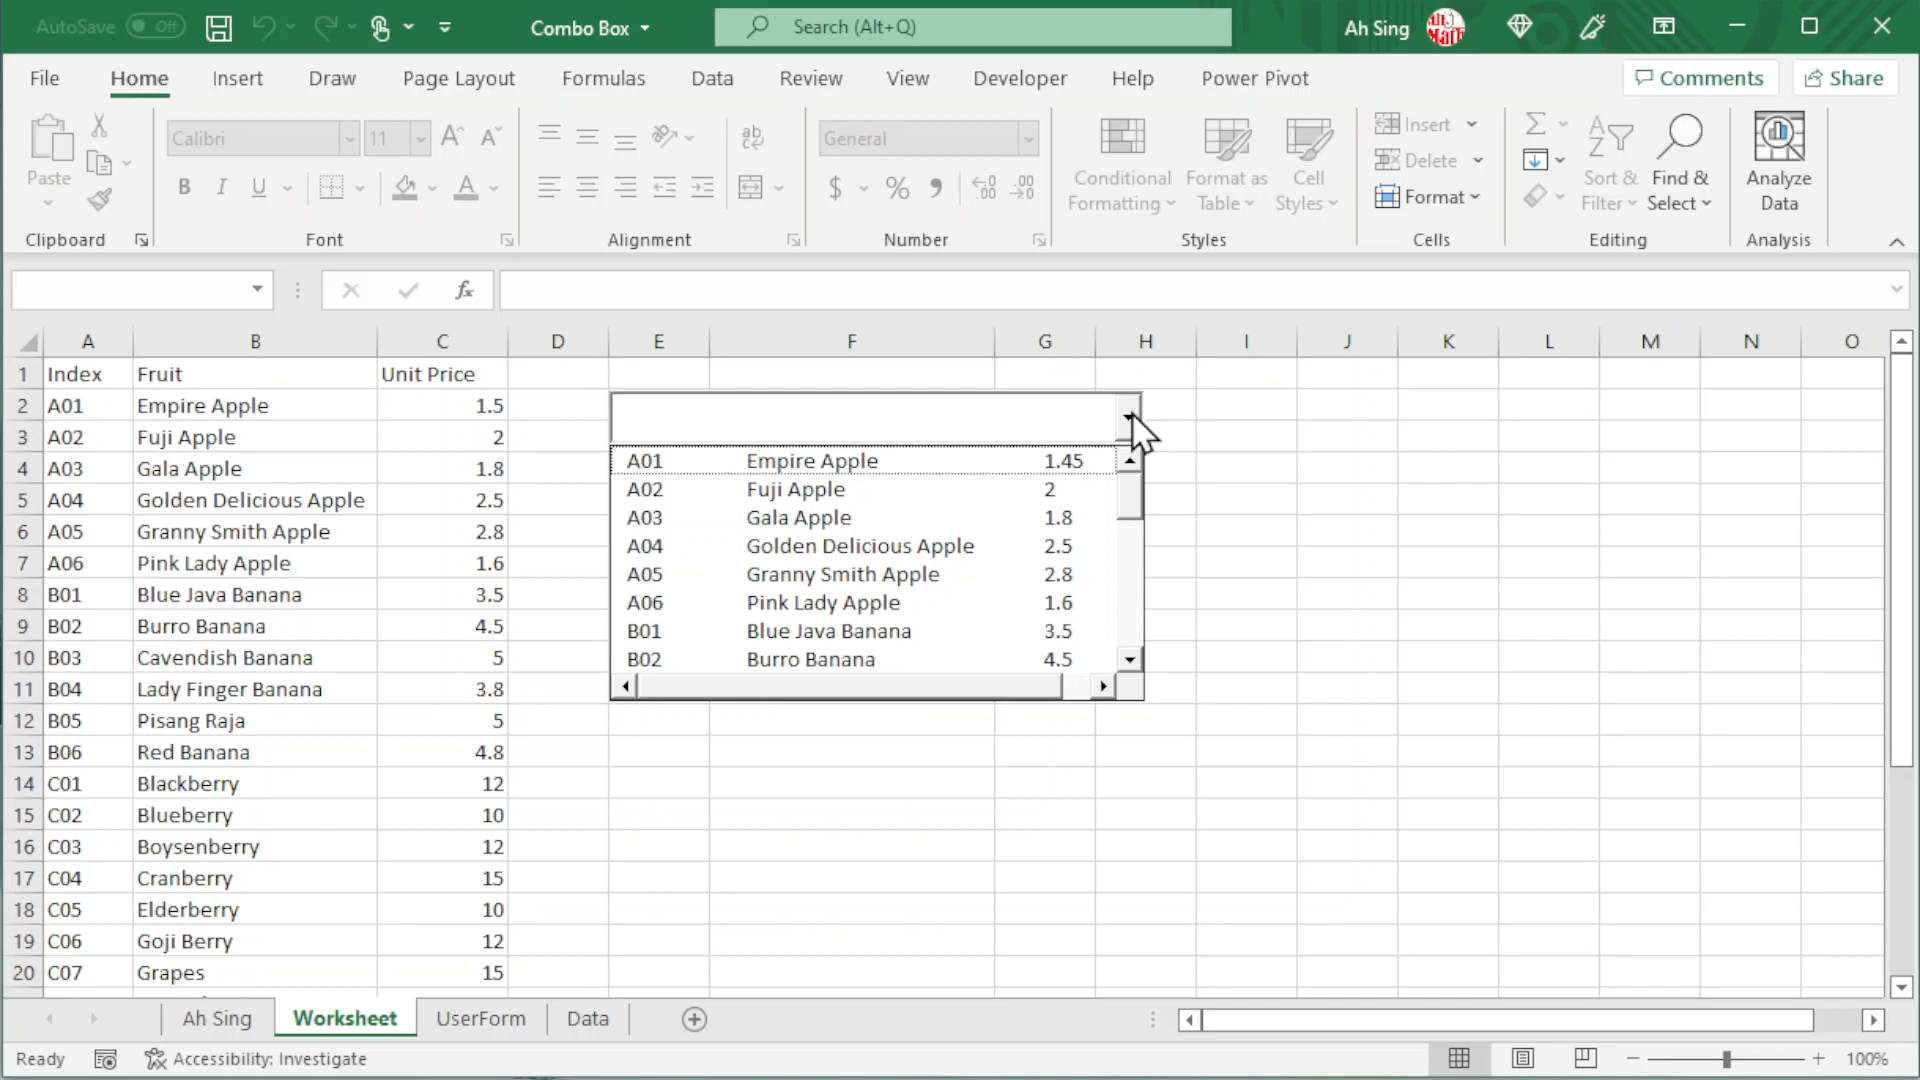 AutoSave Off Combo Box Search (Alt+Q) Ah Sing
File Home Insert Draw Page Layout Formulas Data Review View Developer Help Power Pivot Comments Share
Calibri 11 General Insert
Delete
Paste Conditional Format as Cell Sort & Find & Analyze
Format
Formatting Table Styles Filter Select Data
B I U $ %
Clipboard Font Alignment Number Styles Cells Editing Analysis
fx
A B C D E F G H I J K L M N O
1 Index Fruit Unit Price
2 A01 Empire Apple 1.5
3 A02 Fuji Apple 2
4 A03 Gala Apple 1.8
5 A04 Golden Delicious Apple 2.5
6 A05 Granny Smith Apple 2.8
7 A06 Pink Lady Apple 1.6
8 B01 Blue Java Banana 3.5
9 B02 Burro Banana 4.5
10 B03 Cavendish Banana 5
11 B04 Lady Finger Banana 3.8
12 B05 Pisang Raja 5
13 B06 Red Banana 4.8
14 C01 Blackberry 12
15 C02 Blueberry 10
16 C03 Boysenberry 12
17 C04 Cranberry 15
18 C05 Elderberry 10
19 C06 Goji Berry 12
20 C07 Grapes 15
A01 Empire Apple 1.45
A02 Fuji Apple 2
A03 Gala Apple 1.8
A04 Golden Delicious Apple 2.5
A05 Granny Smith Apple 2.8
A06 Pink Lady Apple 1.6
B01 Blue Java Banana 3.5
B02 Burro Banana 4.5
Ah Sing Worksheet UserForm Data
Ready Accessibility: Investigate 100%